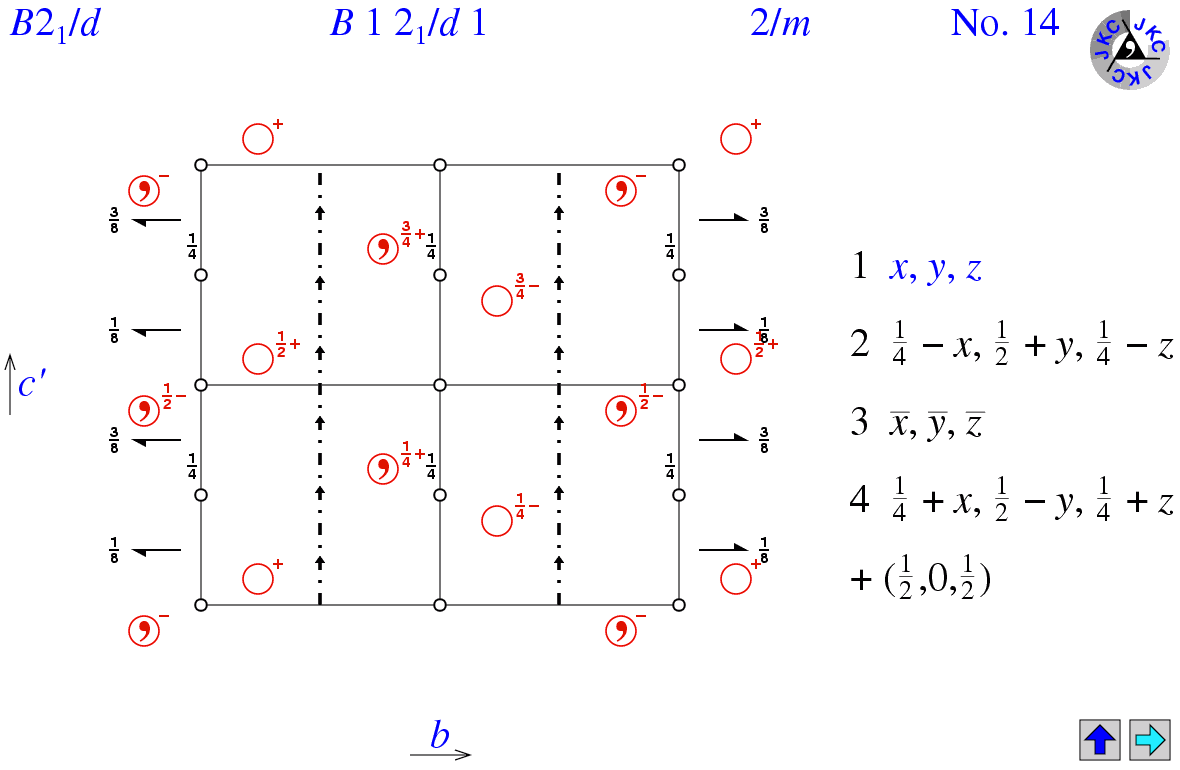 B2₁/d B 1 2₁/d 1 2/m No. 14
JKC JKC JKC
+ +
− −
3/8 3/8
3/4 +
1/4 1/4 1/4
3/4 −
1/8 1/8
1/2 + 1/2 +
c′
1/2 − 1/2 −
3/8 3/8
1/4 +
1/4 1/4 1/4
1/4 −
1/8 1/8
+ +
− −
b
1 x, y, z
2 1/4 − x, 1/2 + y, 1/4 − z
3 x̅, y̅, z̅
4 1/4 + x, 1/2 − y, 1/4 + z
+ (1/2,0,1/2)